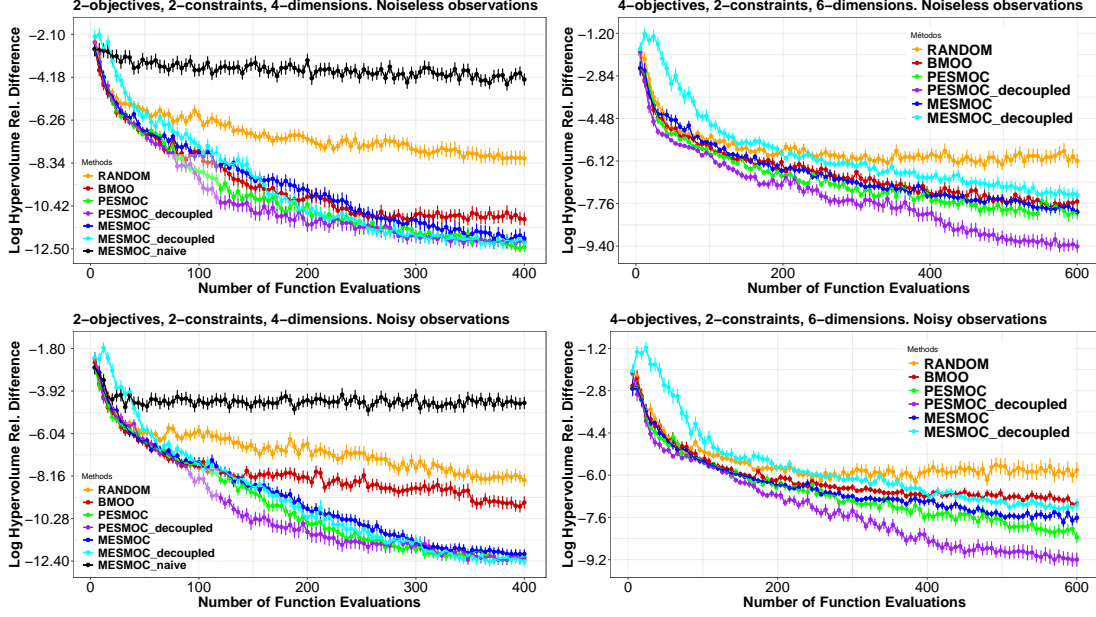 2−objectives, 2−constraints, 4−dimensions. Noiseless observations
Log Hypervolume Rel. Difference
−2.10
−4.18
−6.26
−8.34
−10.42
−12.50
Methods
RANDOM
BMOO
PESMOC
PESMOC_decoupled
MESMOC
MESMOC_decoupled
MESMOC_naive
0 100 200 300 400
Number of Function Evaluations
4−objectives, 2−constraints, 6−dimensions. Noiseless observations
Log Hypervolume Rel. Difference
−1.20
−2.84
−4.48
−6.12
−7.76
−9.40
Métodos
RANDOM
BMOO
PESMOC
PESMOC_decoupled
MESMOC
MESMOC_decoupled
0 200 400 600
Number of Function Evaluations
2−objectives, 2−constraints, 4−dimensions. Noisy observations
Log Hypervolume Rel. Difference
−1.80
−3.92
−6.04
−8.16
−10.28
−12.40
Methods
RANDOM
BMOO
PESMOC
PESMOC_decoupled
MESMOC
MESMOC_decoupled
MESMOC_naive
0 100 200 300 400
Number of Function Evaluations
4−objectives, 2−constraints, 6−dimensions. Noisy observations
Log Hypervolume Rel. Difference
−1.2
−2.8
−4.4
−6.0
−7.6
−9.2
Methods
RANDOM
BMOO
PESMOC
PESMOC_decoupled
MESMOC
MESMOC_decoupled
0 200 400 600
Number of Function Evaluations